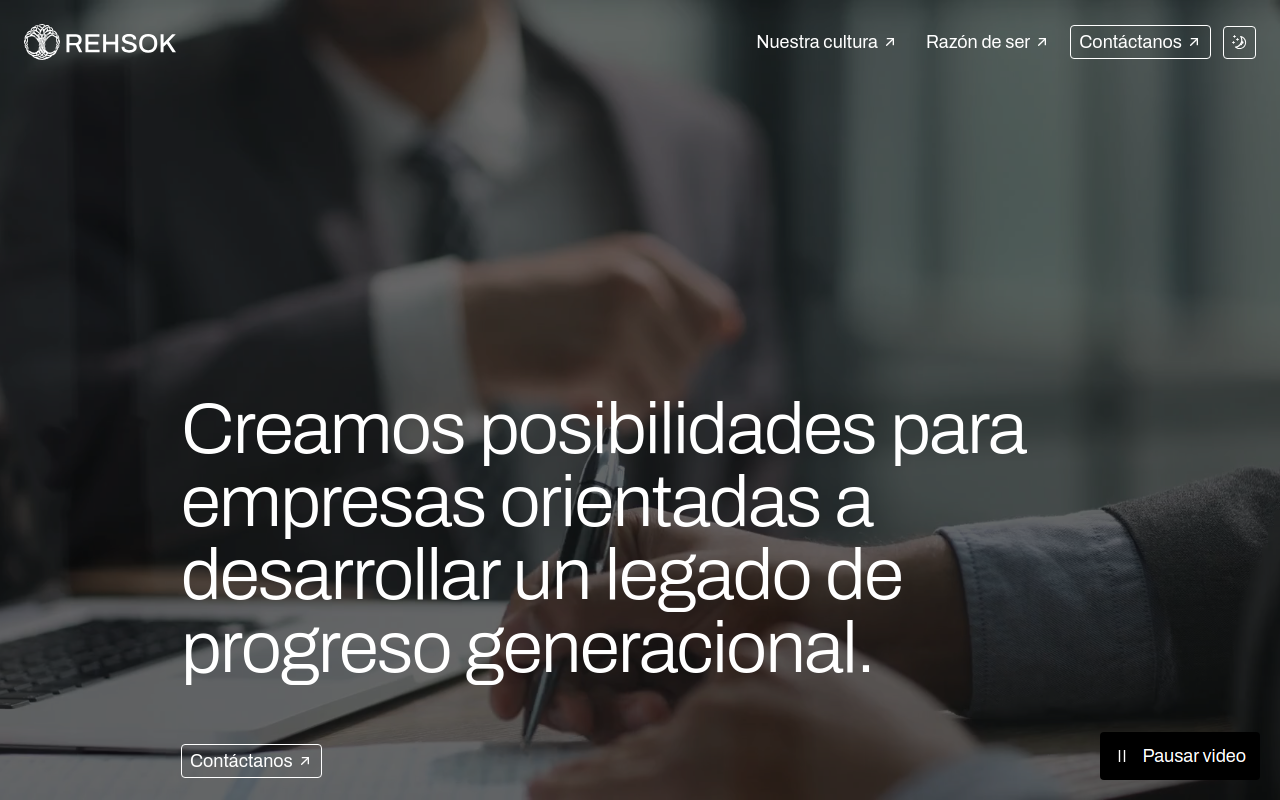 REHSOK
Nuestra cultura
Razón de ser
Contáctanos
Creamos posibilidades para
empresas orientadas a
desarrollar un legado de
progreso generacional.
Contáctanos
Pausar video